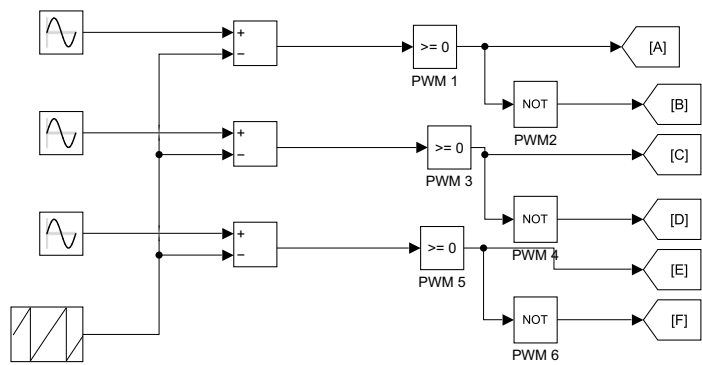 +
−
>= 0
PWM 1
[A]
NOT
PWM2
[B]
+
−
>= 0
PWM 3
[C]
NOT
PWM 4
[D]
+
−
>= 0
PWM 5
[E]
NOT
PWM 6
[F]